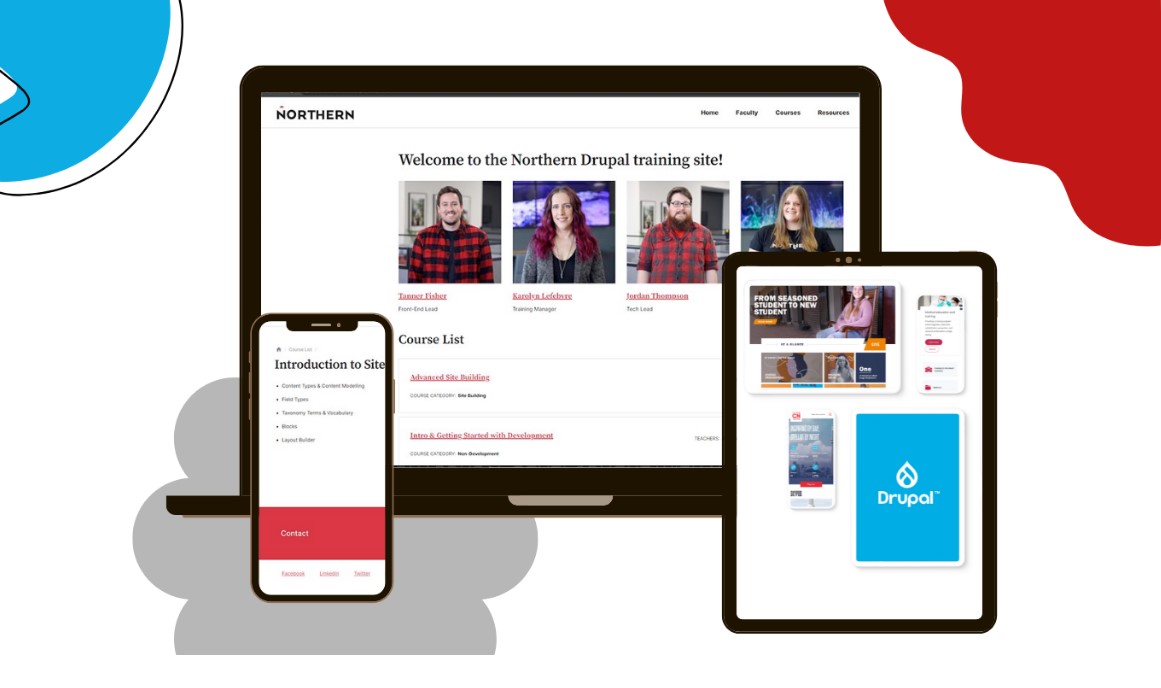 NORTHERN
Home Faculty Courses Resources
Welcome to the Northern Drupal training site!
Tanner Fisher
Front-End Lead
Karolyn Lefebvre
Training Manager
Jordan Thompson
Tech Lead
Course List
Advanced Site Building
COURSE CATEGORY: Site Building
Intro & Getting Started with Development
TEACHERS
COURSE CATEGORY: Non-Development
Course List
Introduction to Site
Content Types & Content Modelling
Field Types
Taxonomy Terms & Vocabulary
Blocks
Layout Builder
Contact
Facebook LinkedIn Twitter
FROM SEASONED
STUDENT TO NEW
STUDENT
AT A GLANCE
One
CN
Drupal™